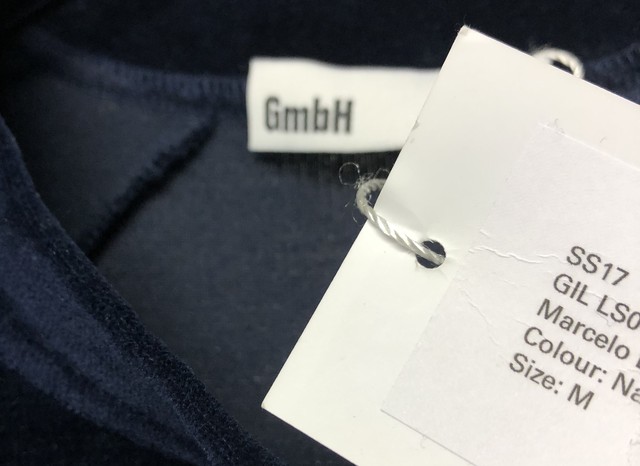 GmbH
SS17
GIL LS0
Marcelo
Colour: Na
Size: M